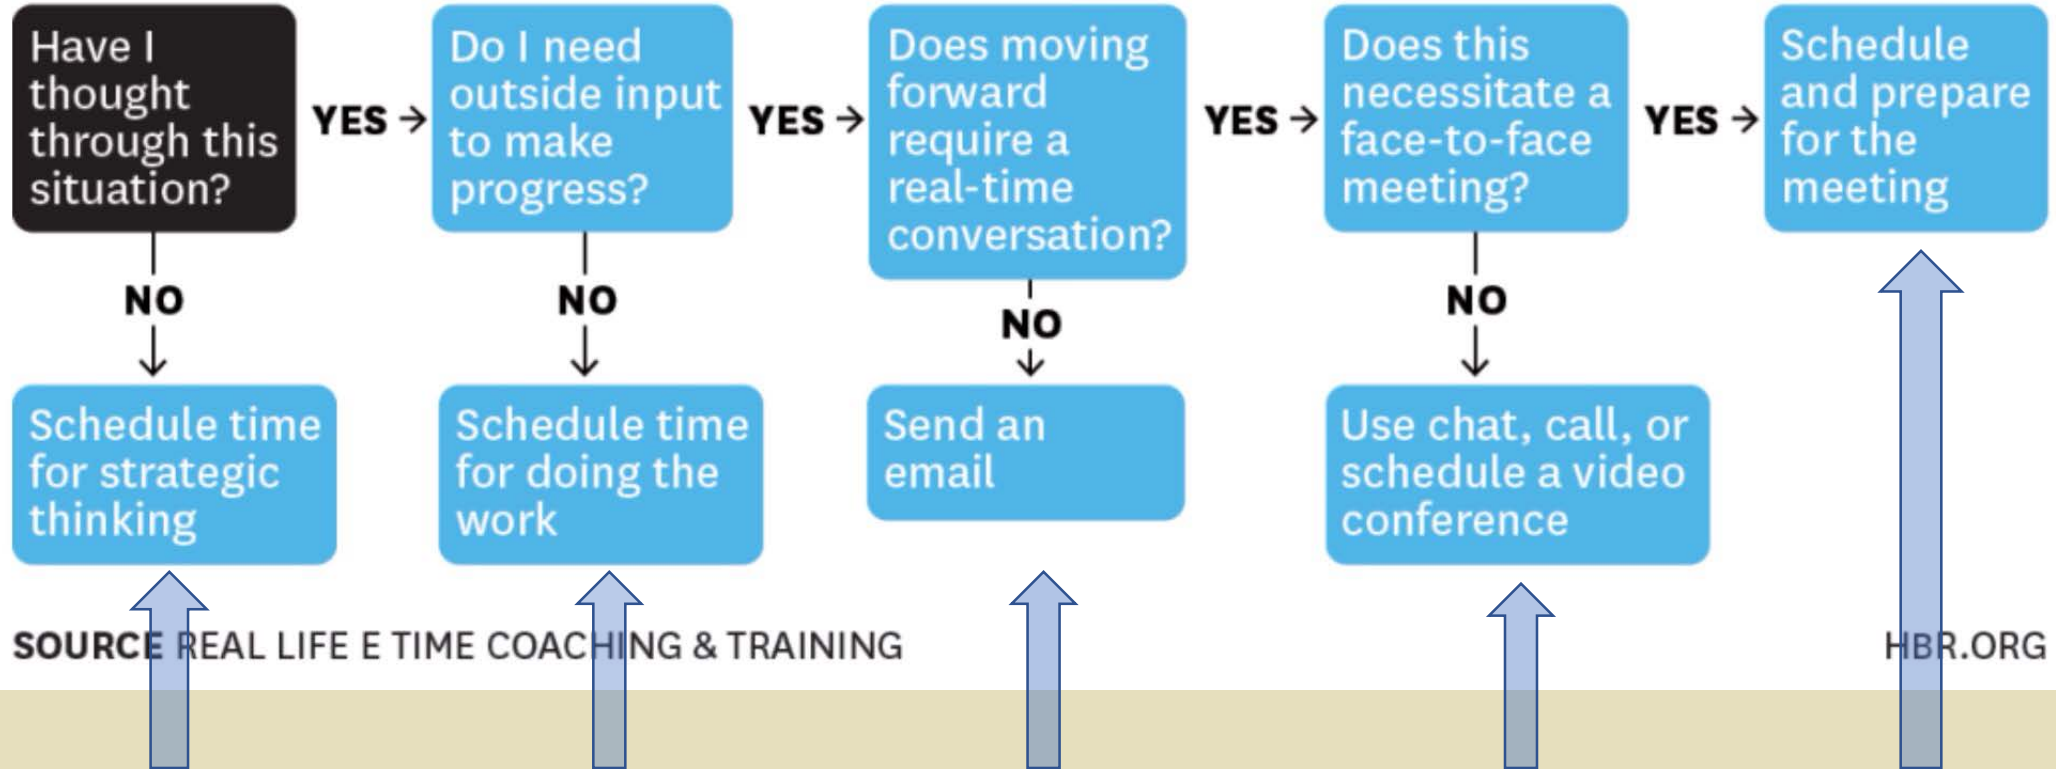 Have I
thought
through this
situation?
YES →
Do I need
outside input
to make
progress?
YES →
Does moving
forward
require a
real-time
conversation?
YES →
Does this
necessitate a
face-to-face
meeting?
YES →
Schedule
and prepare
for the
meeting
NO
NO
NO
NO
Schedule time
for strategic
thinking
Schedule time
for doing the
work
Send an
email
Use chat, call, or
schedule a video
conference
SOURCE REAL LIFE E TIME COACHING & TRAINING
HBR.ORG